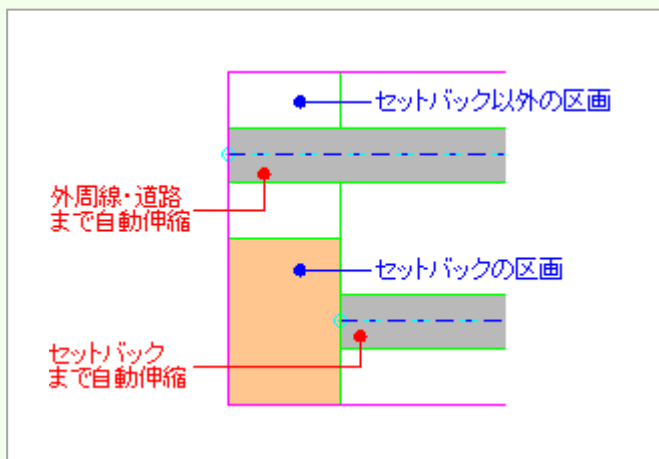 セットバック以外の区画
外周線・道路
まで自動伸縮
セットバックの区画
セットバック
まで自動伸縮